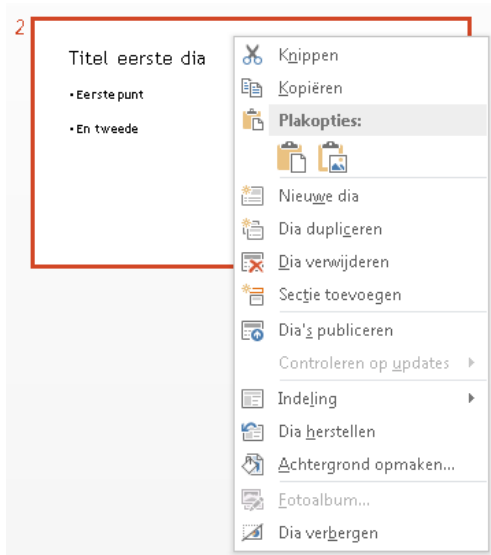 2
Titel eerste dia
• Eerste punt
• En tweede
Knippen
Kopiëren
Plakopties:
Nieuwe dia
Dia dupliceren
Dia verwijderen
Sectie toevoegen
Dia's publiceren
Controleren op updates
Indeling
Dia herstellen
Achtergrond opmaken...
Fotoalbum...
Dia verbergen